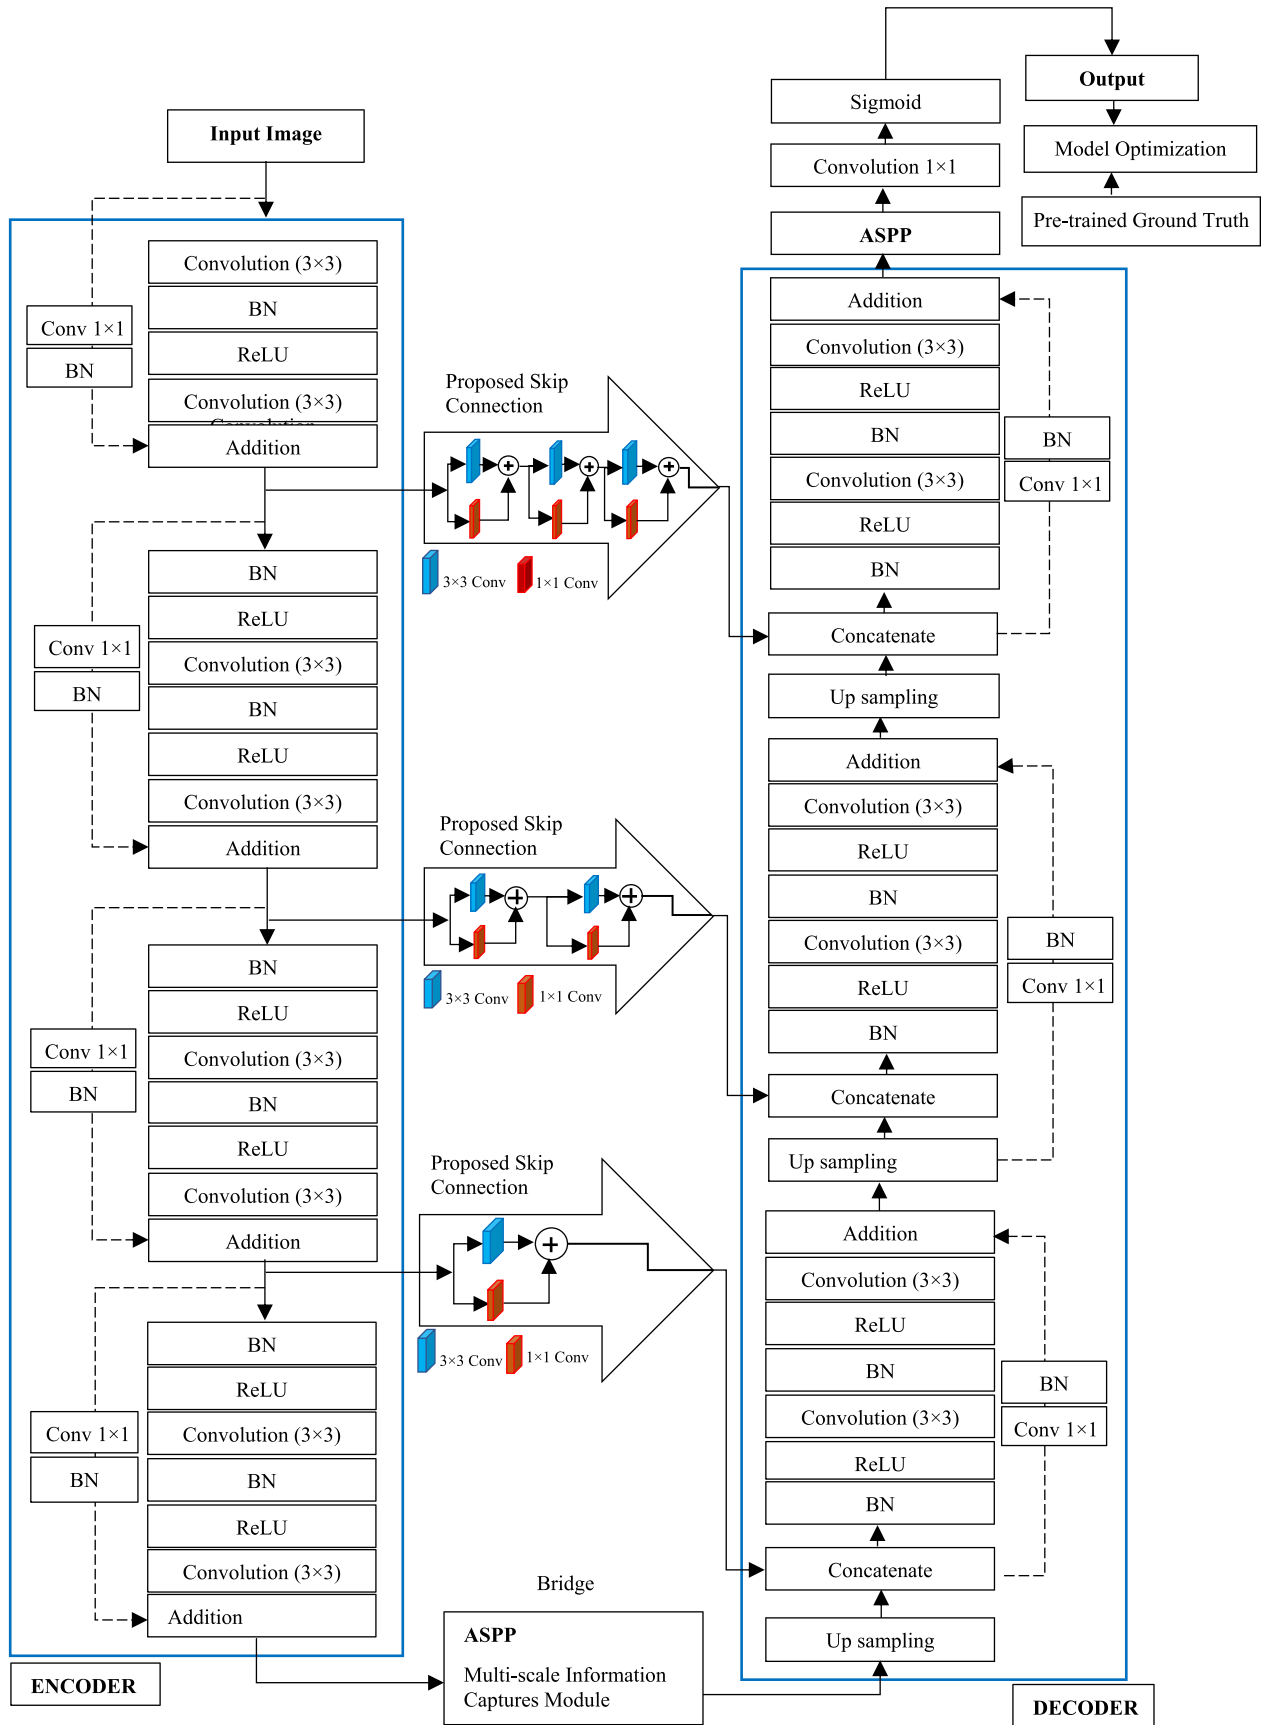 Input Image
Conv 1×1
BN
Convolution (3×3)
BN
ReLU
Convolution (3×3)
Addition
Conv 1×1
BN
BN
ReLU
Convolution (3×3)
BN
ReLU
Convolution (3×3)
Addition
Conv 1×1
BN
BN
ReLU
Convolution (3×3)
BN
ReLU
Convolution (3×3)
Addition
Conv 1×1
BN
BN
ReLU
Convolution (3×3)
BN
ReLU
Convolution (3×3)
Addition
ENCODER
Proposed Skip
Connection
3×3 Conv
1×1 Conv
Proposed Skip
Connection
3×3 Conv
1×1 Conv
Proposed Skip
Connection
3×3 Conv
1×1 Conv
Bridge
ASPP
Multi-scale Information
Captures Module
Sigmoid
Convolution 1×1
ASPP
Addition
Convolution (3×3)
ReLU
BN
Convolution (3×3)
ReLU
BN
Concatenate
BN
Conv 1×1
Up sampling
Addition
Convolution (3×3)
ReLU
BN
Convolution (3×3)
ReLU
BN
Concatenate
BN
Conv 1×1
Up sampling
Addition
Convolution (3×3)
ReLU
BN
Convolution (3×3)
ReLU
BN
Concatenate
BN
Conv 1×1
Up sampling
DECODER
Output
Model Optimization
Pre-trained Ground Truth